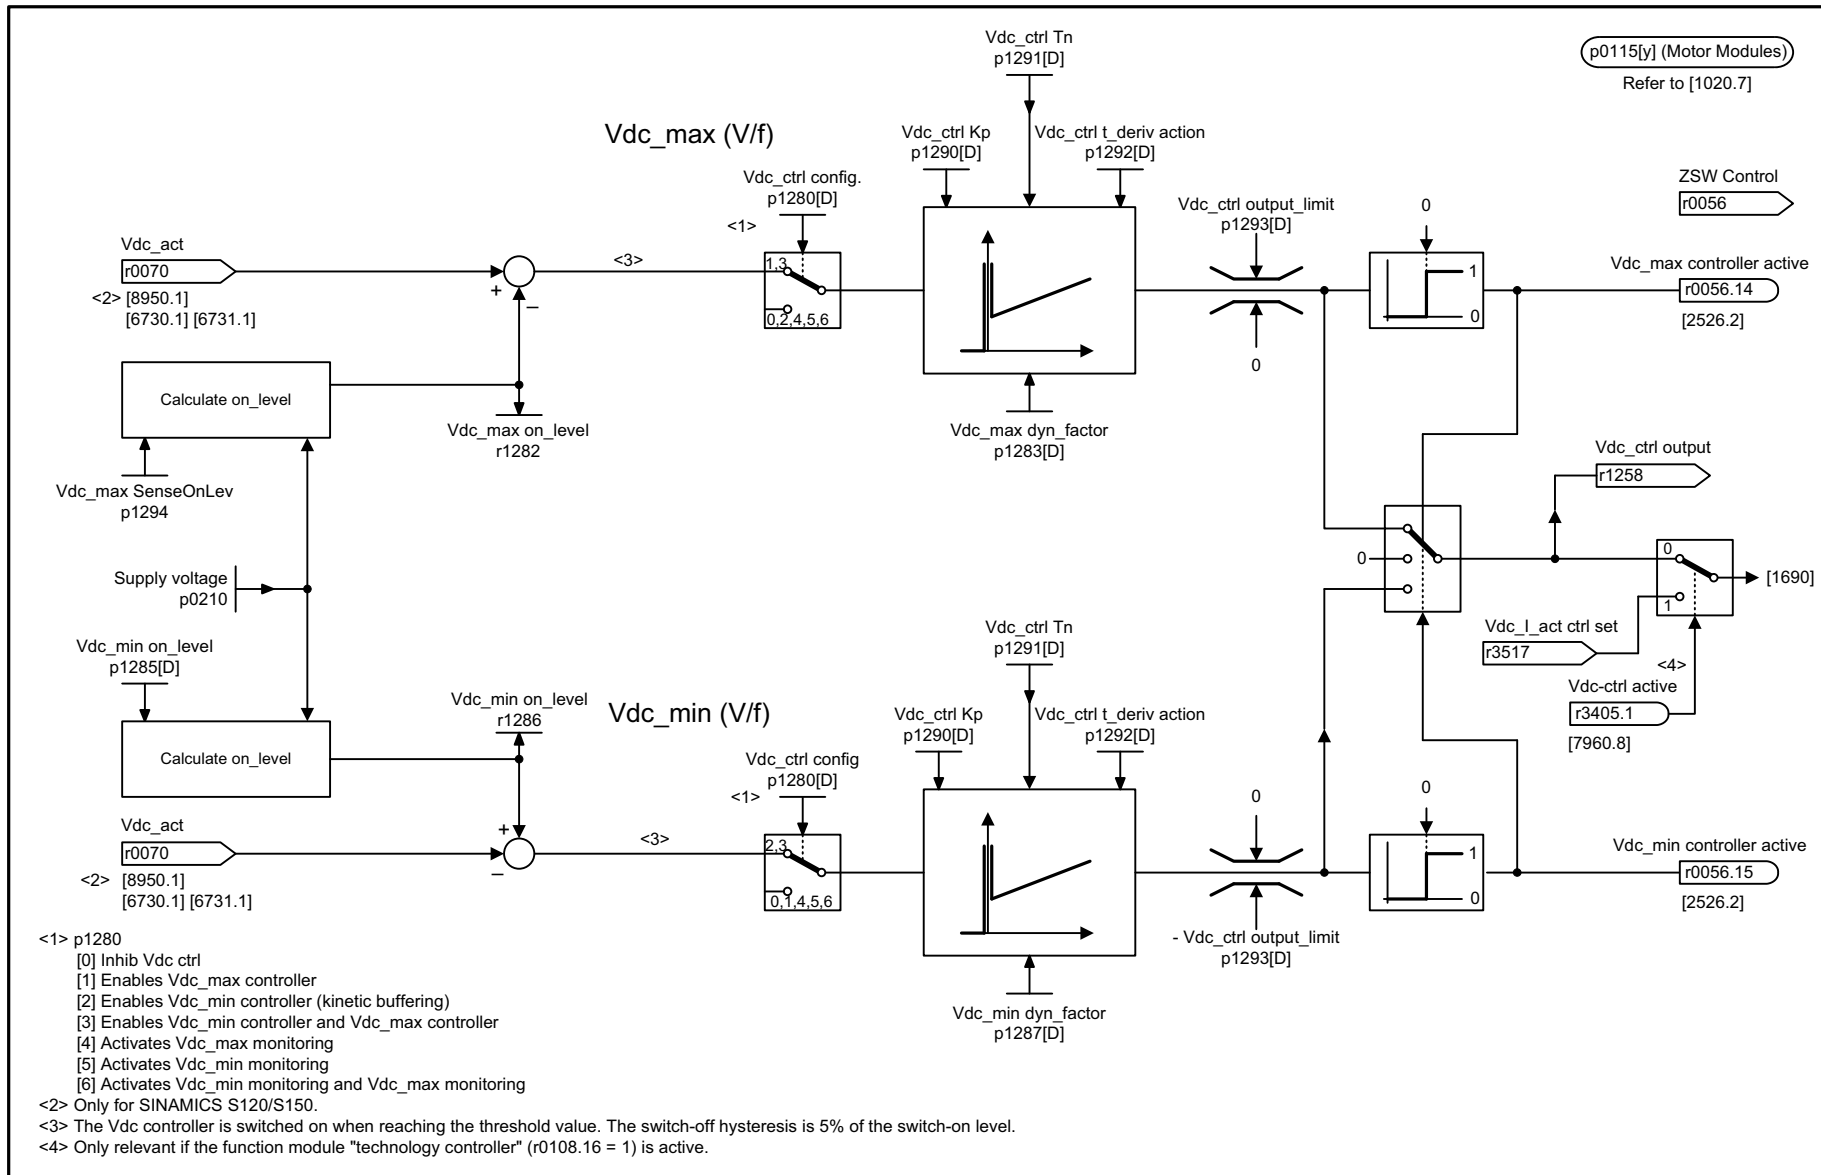 Vdc_ctrl Tn
p1291[D]
p0115[y] (Motor Modules)
Refer to [1020.7]
Vdc_max (V/f)
Vdc_ctrl Kp
p1290[D]
Vdc_ctrl t_deriv action
p1292[D]
Vdc_ctrl config.
p1280[D]
<1>
ZSW Control
r0056
Vdc_ctrl output_limit
p1293[D]
0
Vdc_act
r0070
<2> [8950.1]
[6730.1] [6731.1]
+
–
<3>
1,3
0,2,4,5,6
0
1
0
Vdc_max controller active
r0056.14
[2526.2]
Calculate on_level
Vdc_max on_level
r1282
Vdc_max dyn_factor
p1283[D]
Vdc_max SenseOnLev
p1294
Vdc_ctrl output
r1258
0
0
1
[1690]
Supply voltage
p0210
Vdc_I_act ctrl set
r3517
<4>
Vdc-ctrl active
r3405.1
[7960.8]
Vdc_min on_level
p1285[D]
Vdc_ctrl Tn
p1291[D]
Vdc_min on_level
r1286
Vdc_min (V/f)
Vdc_ctrl Kp
p1290[D]
Vdc_ctrl t_deriv action
p1292[D]
Calculate on_level
Vdc_ctrl config
p1280[D]
<1>
0
0
Vdc_act
r0070
<2> [8950.1]
[6730.1] [6731.1]
+
–
<3>
2,3
0,1,4,5,6
1
0
Vdc_min controller active
r0056.15
[2526.2]
- Vdc_ctrl output_limit
p1293[D]
Vdc_min dyn_factor
p1287[D]
<1> p1280
[0] Inhib Vdc ctrl
[1] Enables Vdc_max controller
[2] Enables Vdc_min controller (kinetic buffering)
[3] Enables Vdc_min controller and Vdc_max controller
[4] Activates Vdc_max monitoring
[5] Activates Vdc_min monitoring
[6] Activates Vdc_min monitoring and Vdc_max monitoring
<2> Only for SINAMICS S120/S150.
<3> The Vdc controller is switched on when reaching the threshold value. The switch-off hysteresis is 5% of the switch-on level.
<4> Only relevant if the function module "technology controller" (r0108.16 = 1) is active.